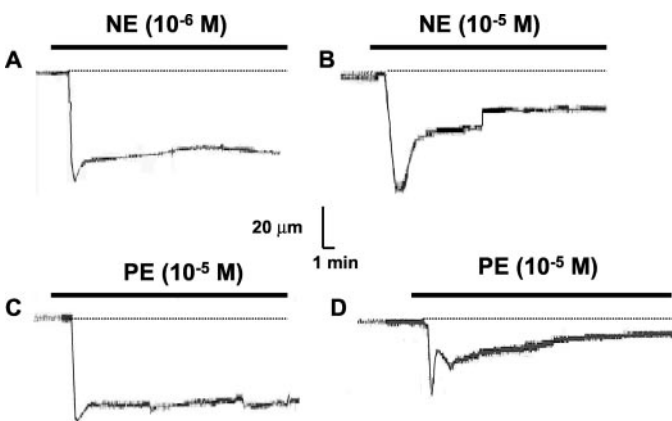 NE (10⁻⁶ M) NE (10⁻⁵ M)
A B
20 μm
1 min
PE (10⁻⁵ M) PE (10⁻⁵ M)
C D